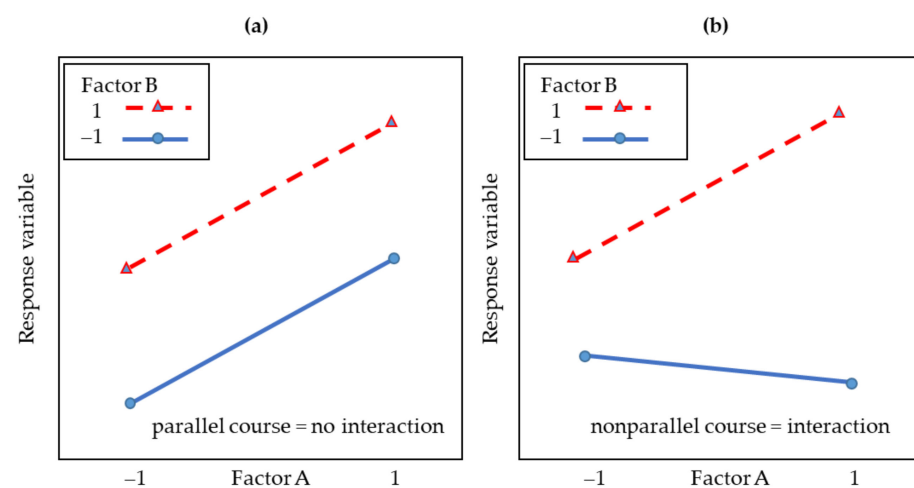 (a)
Factor B
1
–1
Response variable
parallel course = no interaction
–1 Factor A 1
(b)
Factor B
1
–1
Response variable
nonparallel course = interaction
–1 Factor A 1